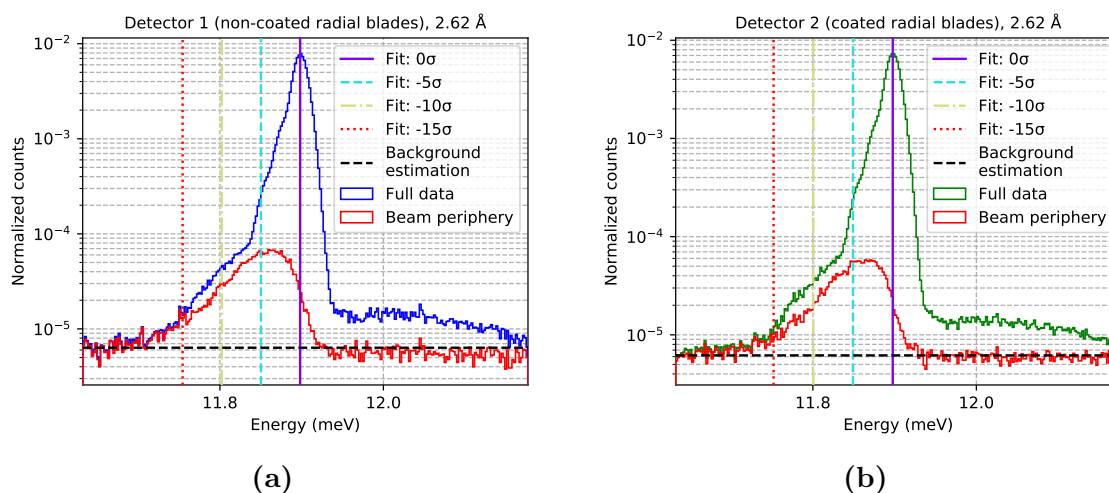 Detector 1 (non-coated radial blades), 2.62 Å
Normalized counts
10⁻²
10⁻³
10⁻⁴
10⁻⁵
Fit: 0σ
Fit: -5σ
Fit: -10σ
Fit: -15σ
Background
estimation
Full data
Beam periphery
11.8
12.0
Energy (meV)
(a)
Detector 2 (coated radial blades), 2.62 Å
Normalized counts
10⁻²
10⁻³
10⁻⁴
10⁻⁵
Fit: 0σ
Fit: -5σ
Fit: -10σ
Fit: -15σ
Background
estimation
Full data
Beam periphery
11.8
12.0
Energy (meV)
(b)